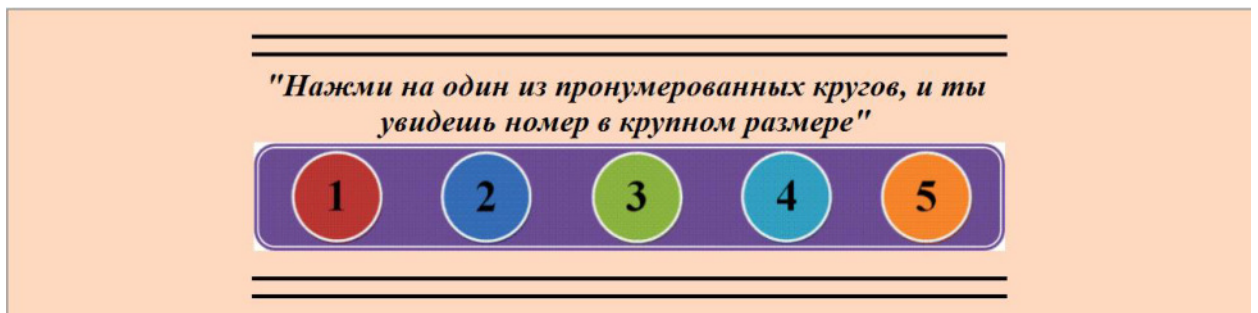 "Нажми на один из пронумерованных кругов, и ты
увидешь номер в крупном размере"
1 2 3 4 5